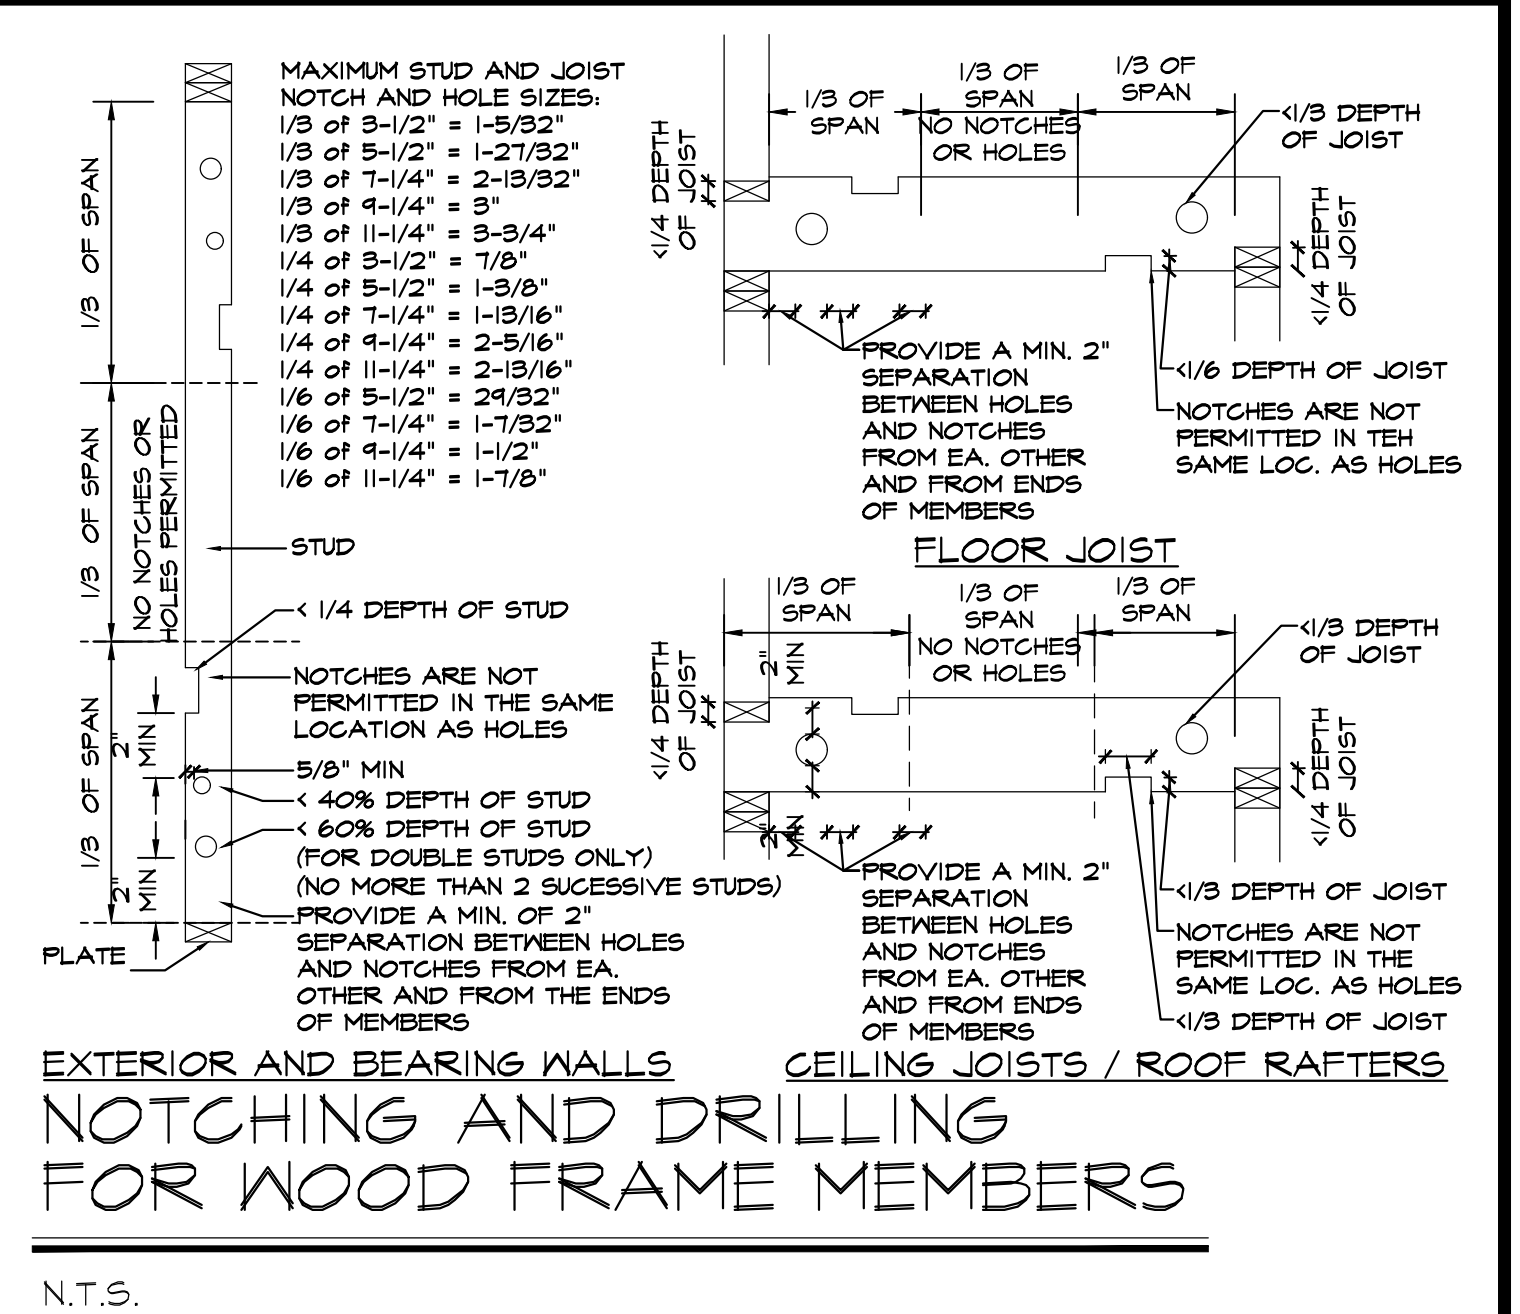 MAXIMUM STUD AND JOIST
NOTCH AND HOLE SIZES:
1/3 of 3-1/2" = 1-5/32"
1/3 of 5-1/2" = 1-27/32"
1/3 of 7-1/4" = 2-13/32"
1/3 of 9-1/4" = 3"
1/3 of 11-1/4" = 3-3/4"
1/4 of 3-1/2" = 7/8"
1/4 of 5-1/2" = 1-3/8"
1/4 of 7-1/4" = 1-13/16"
1/4 of 9-1/4" = 2-5/16"
1/4 of 11-1/4" = 2-13/16"
1/6 of 5-1/2" = 29/32"
1/6 of 7-1/4" = 1-7/32"
1/6 of 9-1/4" = 1-1/2"
1/6 of 11-1/4" = 1-7/8"
1/3 OF SPAN
1/3 OF SPAN
NO NOTCHES OR
HOLES PERMITTED
1/3 OF SPAN
2"
MIN
2"
MIN
STUD
< 1/4 DEPTH OF STUD
NOTCHES ARE NOT
PERMITTED IN THE SAME
LOCATION AS HOLES
5/8" MIN
< 40% DEPTH OF STUD
< 60% DEPTH OF STUD
(FOR DOUBLE STUDS ONLY)
(NO MORE THAN 2 SUCESSIVE STUDS)
PROVIDE A MIN. OF 2"
SEPARATION BETWEEN HOLES
AND NOTCHES FROM EA.
OTHER AND FROM THE ENDS
OF MEMBERS
PLATE
EXTERIOR AND BEARING WALLS
1/3 OF
SPAN
1/3 OF
SPAN
NO NOTCHES
OR HOLES
1/3 OF
SPAN
<1/3 DEPTH
OF JOIST
<1/4 DEPTH
OF JOIST
<1/4 DEPTH
OF JOIST
PROVIDE A MIN. 2"
SEPARATION
BETWEEN HOLES
AND NOTCHES
FROM EA. OTHER
AND FROM ENDS
OF MEMBERS
<1/6 DEPTH OF JOIST
NOTCHES ARE NOT
PERMITTED IN TEH
SAME LOC. AS HOLES
FLOOR JOIST
1/3 OF
SPAN
1/3 OF
SPAN
NO NOTCHES
OR HOLES
1/3 OF
SPAN
<1/3 DEPTH
OF JOIST
<1/4 DEPTH
OF JOIST
2"
MIN
2"
MIN
<1/4 DEPTH
OF JOIST
PROVIDE A MIN. 2"
SEPARATION
BETWEEN HOLES
AND NOTCHES
FROM EA. OTHER
AND FROM ENDS
OF MEMBERS
<1/3 DEPTH OF JOIST
NOTCHES ARE NOT
PERMITTED IN THE
SAME LOC. AS HOLES
<1/3 DEPTH OF JOIST
CEILING JOISTS / ROOF RAFTERS
NOTCHING AND DRILLING
FOR WOOD FRAME MEMBERS
N.T.S.